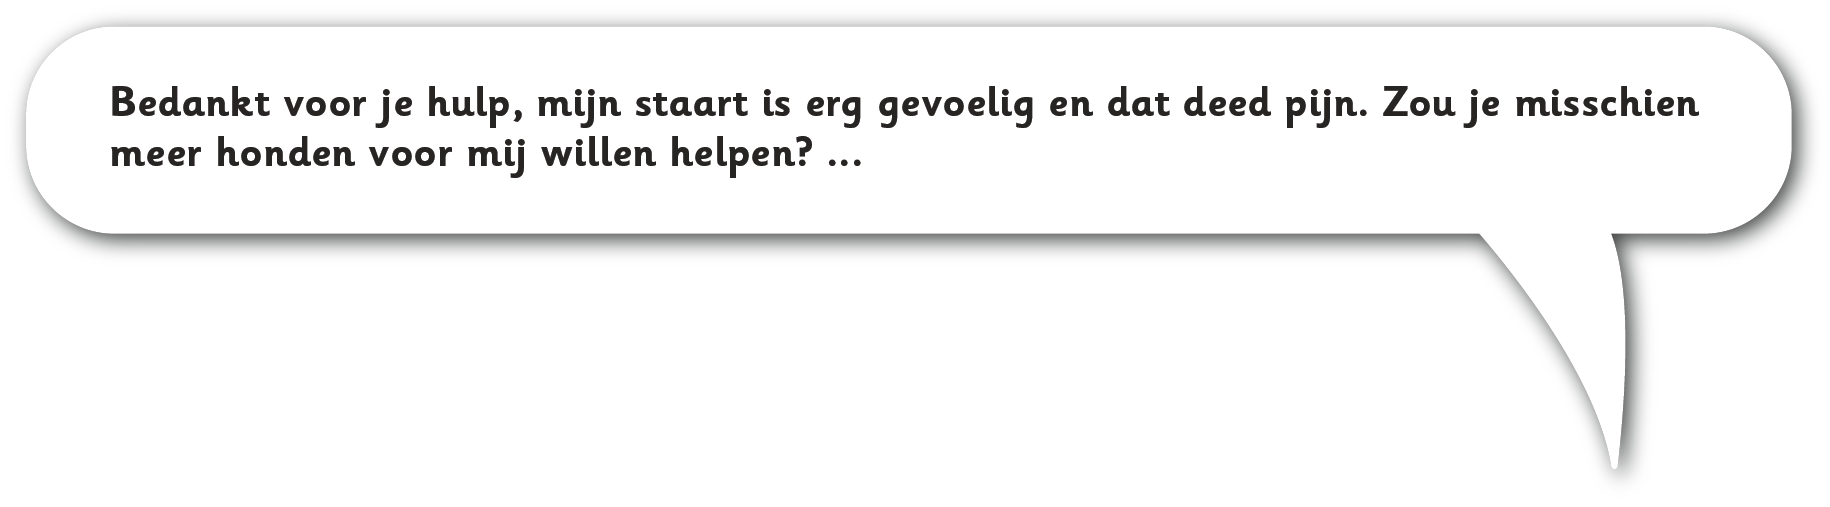 Bedankt voor je hulp, mijn staart is erg gevoelig en dat deed pijn. Zou je misschien
meer honden voor mij willen helpen? ...